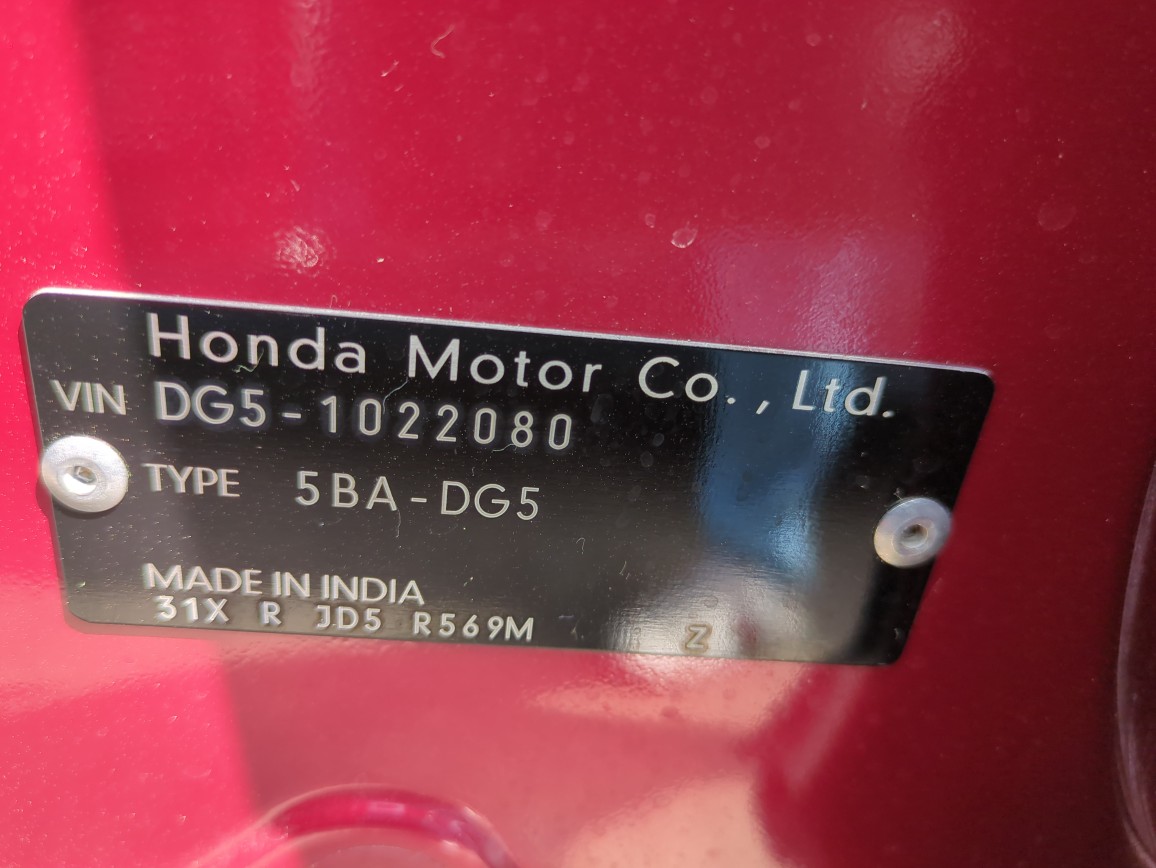 Honda Motor Co., Ltd.
VIN DG5-1022080
TYPE 5BA-DG5
MADE IN INDIA
31X R JD5 R569M Z